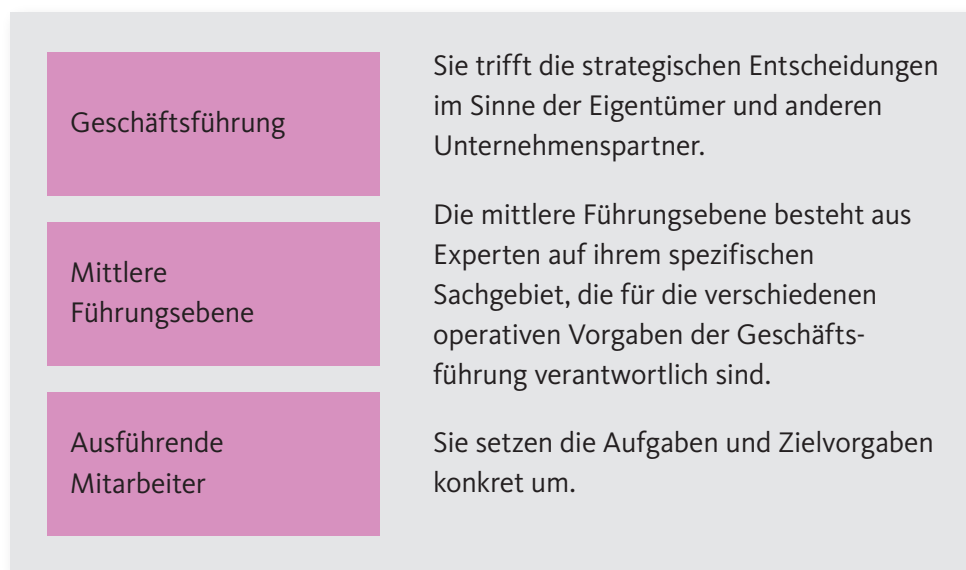 Geschäftsführung
Sie trifft die strategischen Entscheidungen
im Sinne der Eigentümer und anderen
Unternehmenspartner.
Mittlere
Führungsebene
Die mittlere Führungsebene besteht aus
Experten auf ihrem spezifischen
Sachgebiet, die für die verschiedenen
operativen Vorgaben der Geschäfts-
führung verantwortlich sind.
Ausführende
Mitarbeiter
Sie setzen die Aufgaben und Zielvorgaben
konkret um.